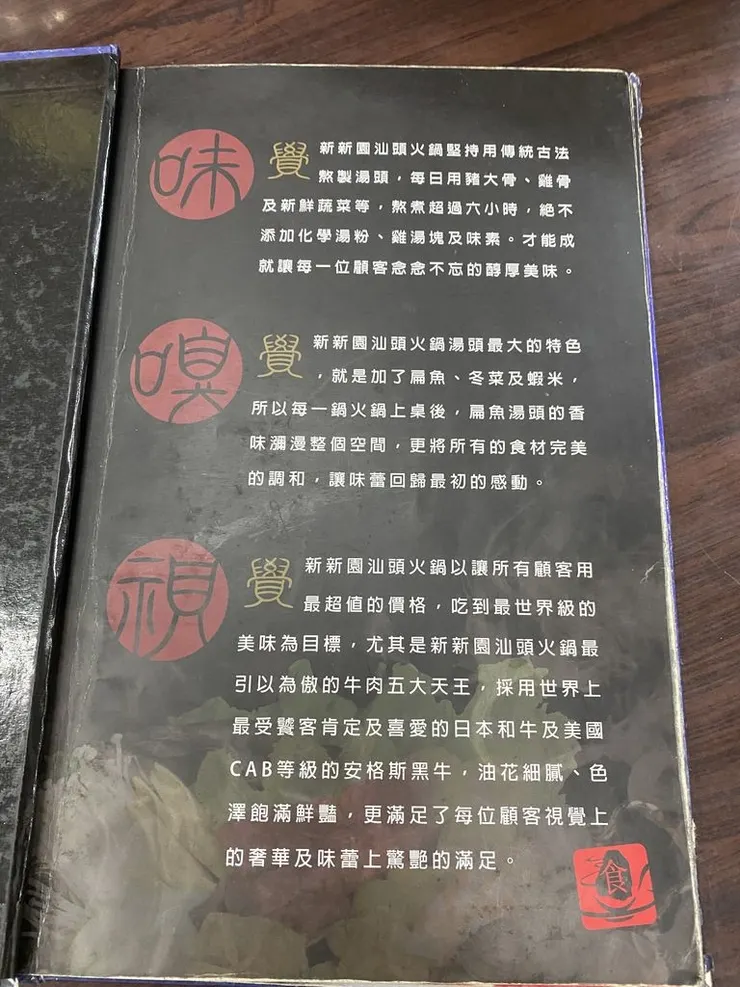 味覺 新新園汕頭火鍋堅持用傳統古法
熬製湯頭，每日用豬大骨、雞骨
及新鮮蔬菜等，熬煮超過六小時，絕不
添加化學湯粉、雞湯塊及味素。才能成
就讓每一位顧客念念不忘的醇厚美味。
嗅覺 新新園汕頭火鍋湯頭最大的特色
，就是加了扁魚、冬菜及蝦米，
所以每一鍋火鍋上桌後，扁魚湯頭的香
味瀰漫整個空間，更將所有的食材完美
的調和，讓味蕾回歸最初的感動。
視覺 新新園汕頭火鍋以讓所有顧客用
最超值的價格，吃到最世界級的
美味為目標，尤其是新新園汕頭火鍋最
引以為傲的牛肉五大天王，採用世界上
最受饕客肯定及喜愛的日本和牛及美國
CAB等級的安格斯黑牛，油花細膩、色
澤飽滿鮮豔，更滿足了每位顧客視覺上
的奢華及味蕾上驚艷的滿足。
食